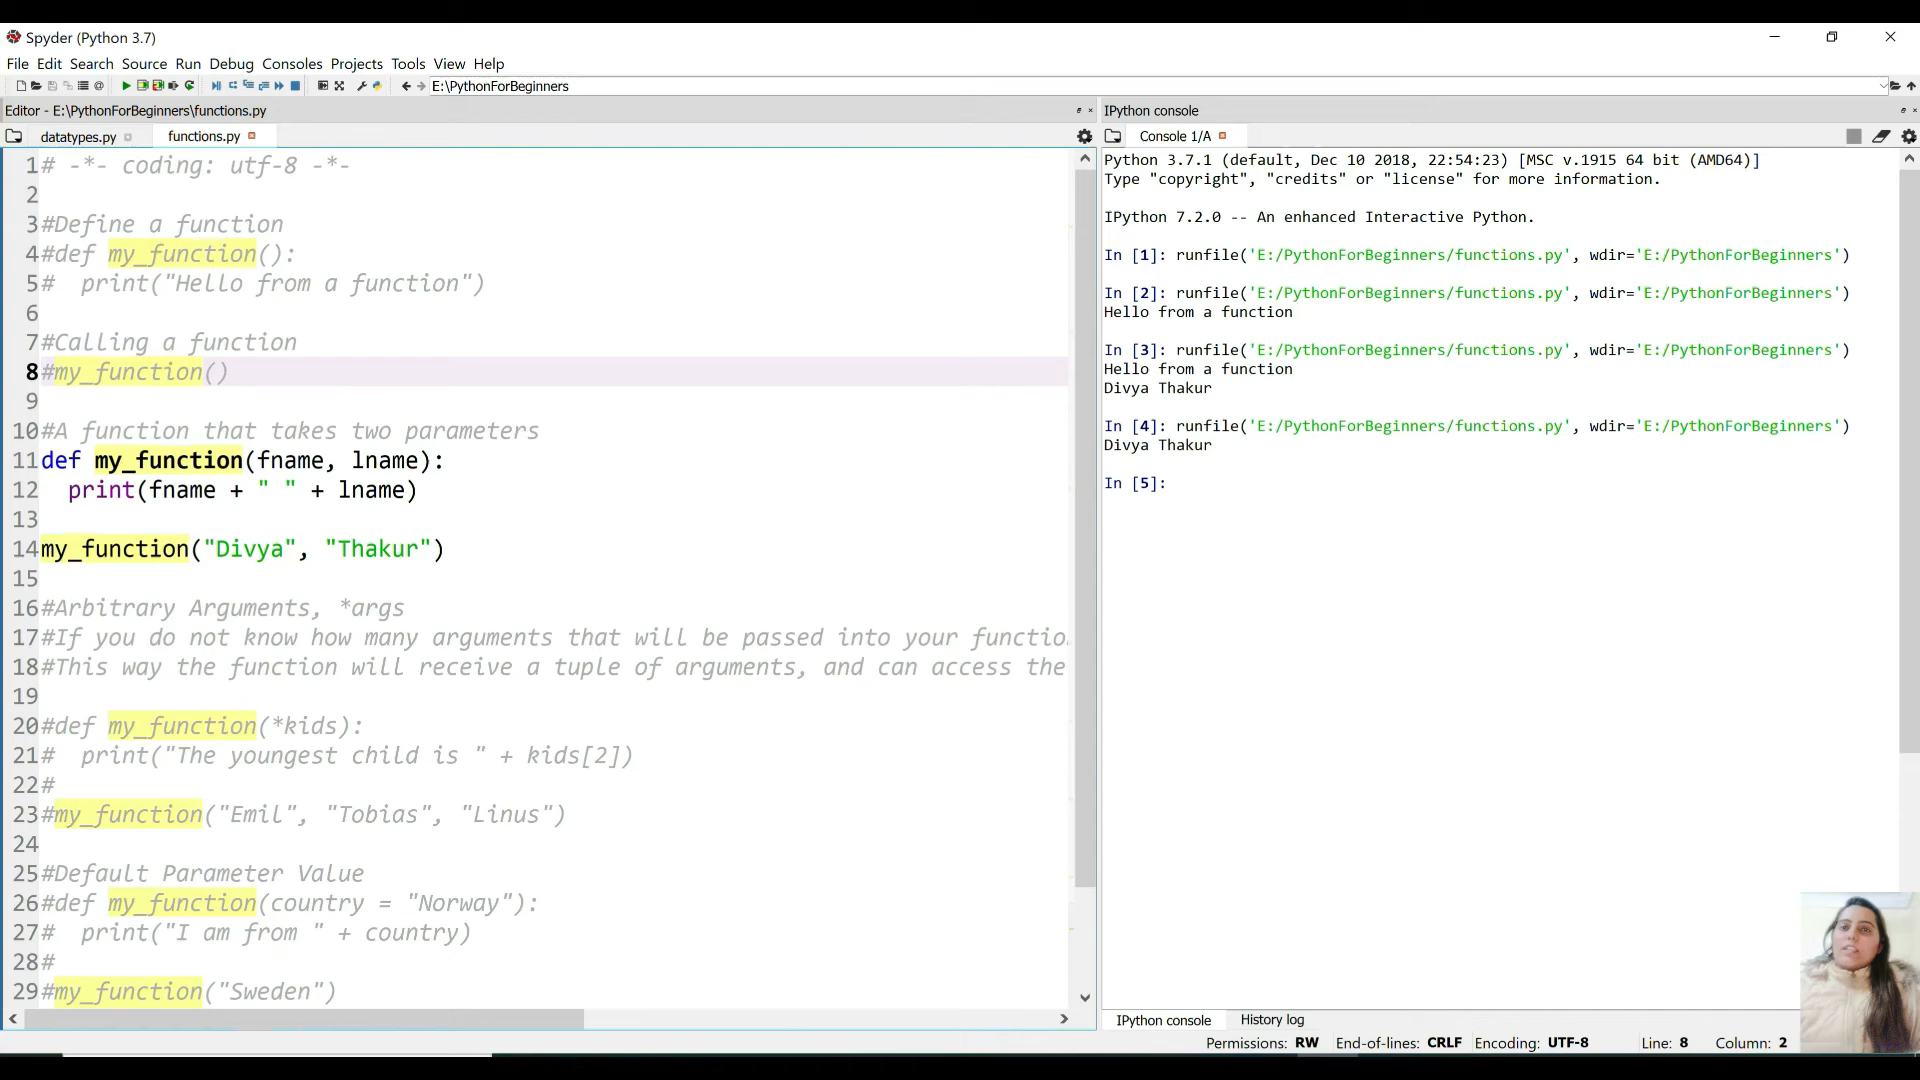 Spyder (Python 3.7)
File Edit Search Source Run Debug Consoles Projects Tools View Help
E:\PythonForBeginners
Editor - E:\PythonForBeginners\functions.py
datatypes.py functions.py
1 # -*- coding: utf-8 -*-
2
3 #Define a function
4 #def my_function():
5 #  print("Hello from a function")
6
7 #Calling a function
8 #my_function()
9
10 #A function that takes two parameters
11 def my_function(fname, lname):
12   print(fname + " " + lname)
13
14 my_function("Divya", "Thakur")
15
16 #Arbitrary Arguments, *args
17 #If you do not know how many arguments that will be passed into your functio
18 #This way the function will receive a tuple of arguments, and can access the
19
20 #def my_function(*kids):
21 #  print("The youngest child is " + kids[2])
22 #
23 #my_function("Emil", "Tobias", "Linus")
24
25 #Default Parameter Value
26 #def my_function(country = "Norway"):
27 #  print("I am from " + country)
28 #
29 #my_function("Sweden")
IPython console
Console 1/A
Python 3.7.1 (default, Dec 10 2018, 22:54:23) [MSC v.1915 64 bit (AMD64)]
Type "copyright", "credits" or "license" for more information.
IPython 7.2.0 -- An enhanced Interactive Python.
In [1]: runfile('E:/PythonForBeginners/functions.py', wdir='E:/PythonForBeginners')
In [2]: runfile('E:/PythonForBeginners/functions.py', wdir='E:/PythonForBeginners')
Hello from a function
In [3]: runfile('E:/PythonForBeginners/functions.py', wdir='E:/PythonForBeginners')
Hello from a function
Divya Thakur
In [4]: runfile('E:/PythonForBeginners/functions.py', wdir='E:/PythonForBeginners')
Divya Thakur
In [5]:
IPython console History log
Permissions: RW End-of-lines: CRLF Encoding: UTF-8 Line: 8 Column: 2